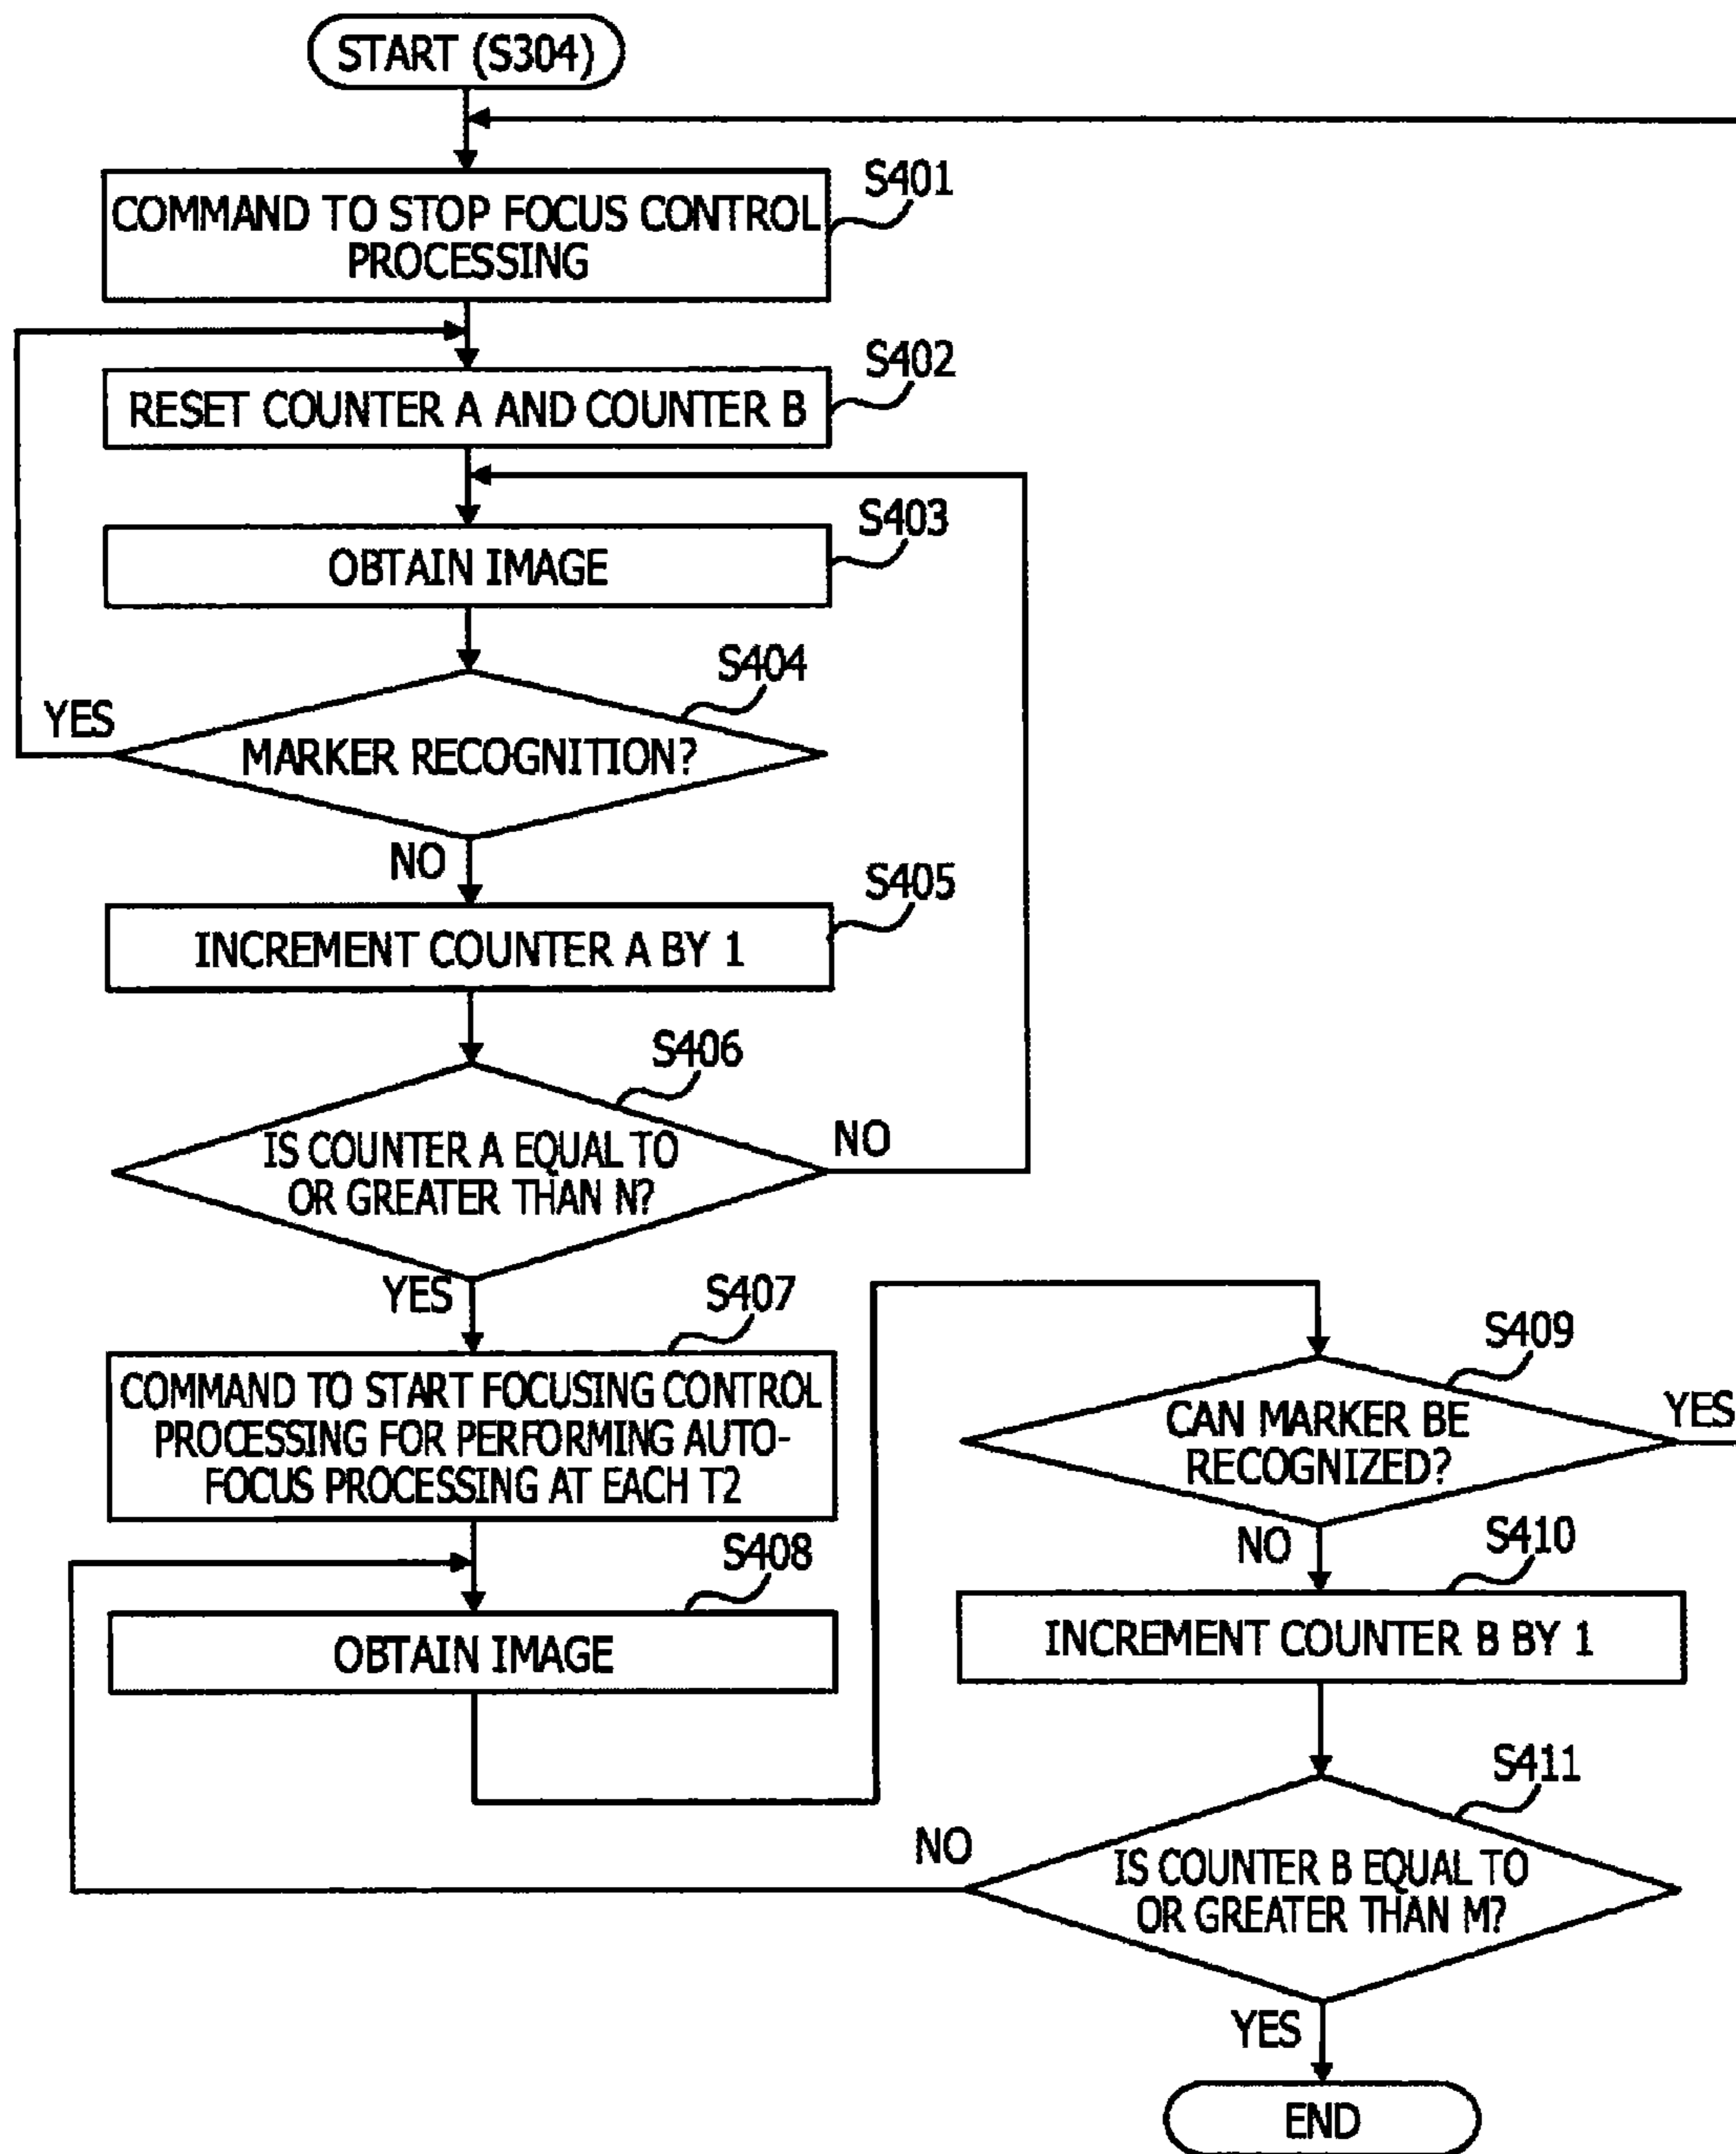 START (S304)
S401
COMMAND TO STOP FOCUS CONTROL
PROCESSING
S402
RESET COUNTER A AND COUNTER B
S403
OBTAIN IMAGE
S404
YES
MARKER RECOGNITION?
NO
S405
INCREMENT COUNTER A BY 1
S406
IS COUNTER A EQUAL TO
OR GREATER THAN N?
NO
YES
S407
COMMAND TO START FOCUSING CONTROL
PROCESSING FOR PERFORMING AUTO-
FOCUS PROCESSING AT EACH T2
S408
OBTAIN IMAGE
S409
CAN MARKER BE
RECOGNIZED?
YES
NO
S410
INCREMENT COUNTER B BY 1
S411
NO
IS COUNTER B EQUAL TO
OR GREATER THAN M?
YES
END